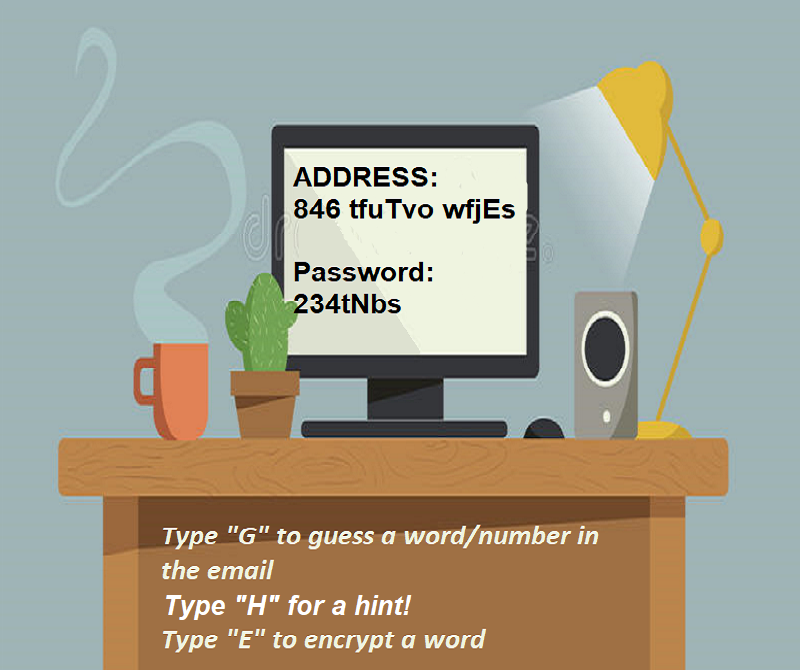 ADDRESS:
846 tfuTvo wfjEs
Password:
234tNbs
Type "G" to guess a word/number in
the email
Type "H" for a hint!
Type "E" to encrypt a word